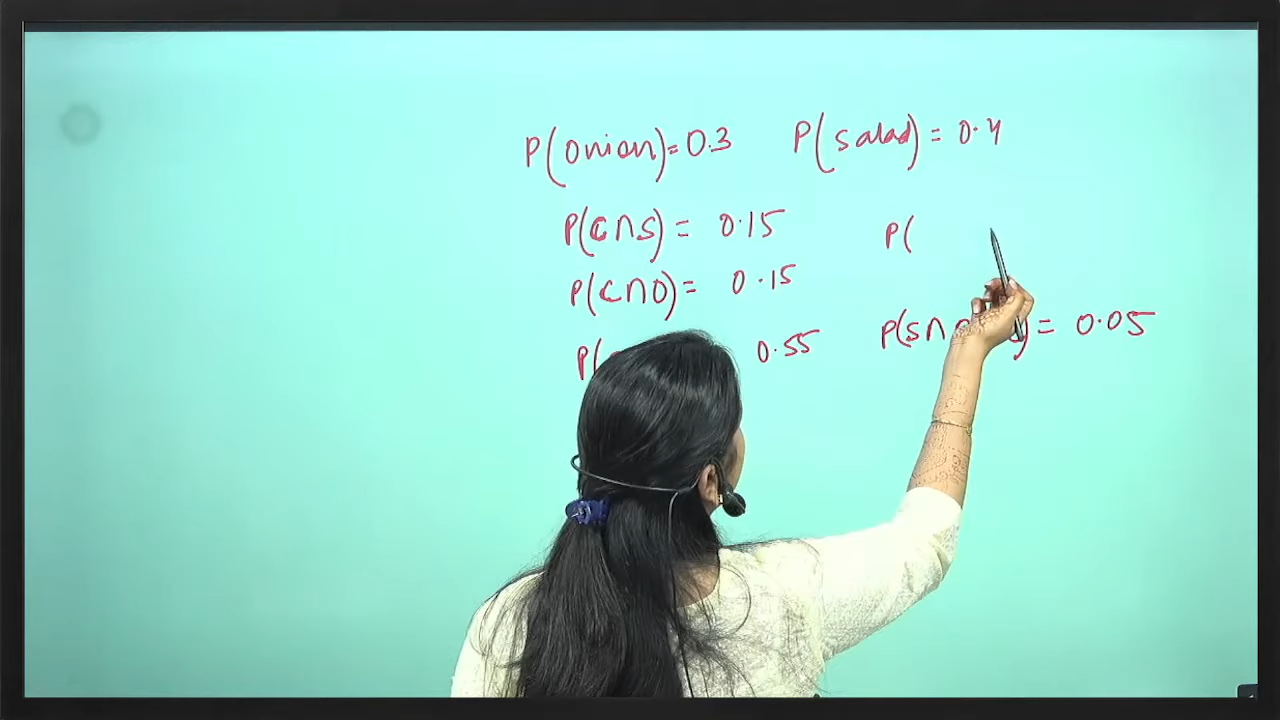 P(onion)=0.3 P(salad) = 0.4
P(C∩S) = 0.15 P(
P(C∩O) = 0.15
P( 0.55 P(S∩ ) = 0.05